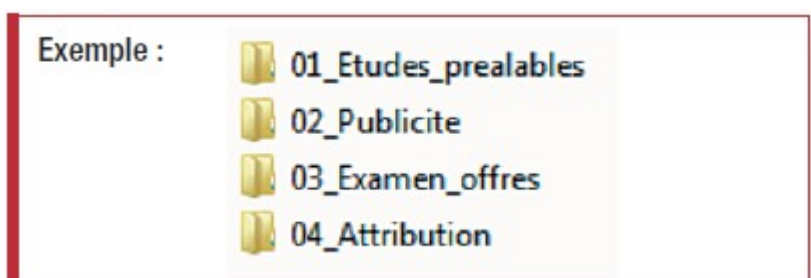 Exemple :
01_Etudes_prealables
02_Publicite
03_Examen_offres
04_Attribution